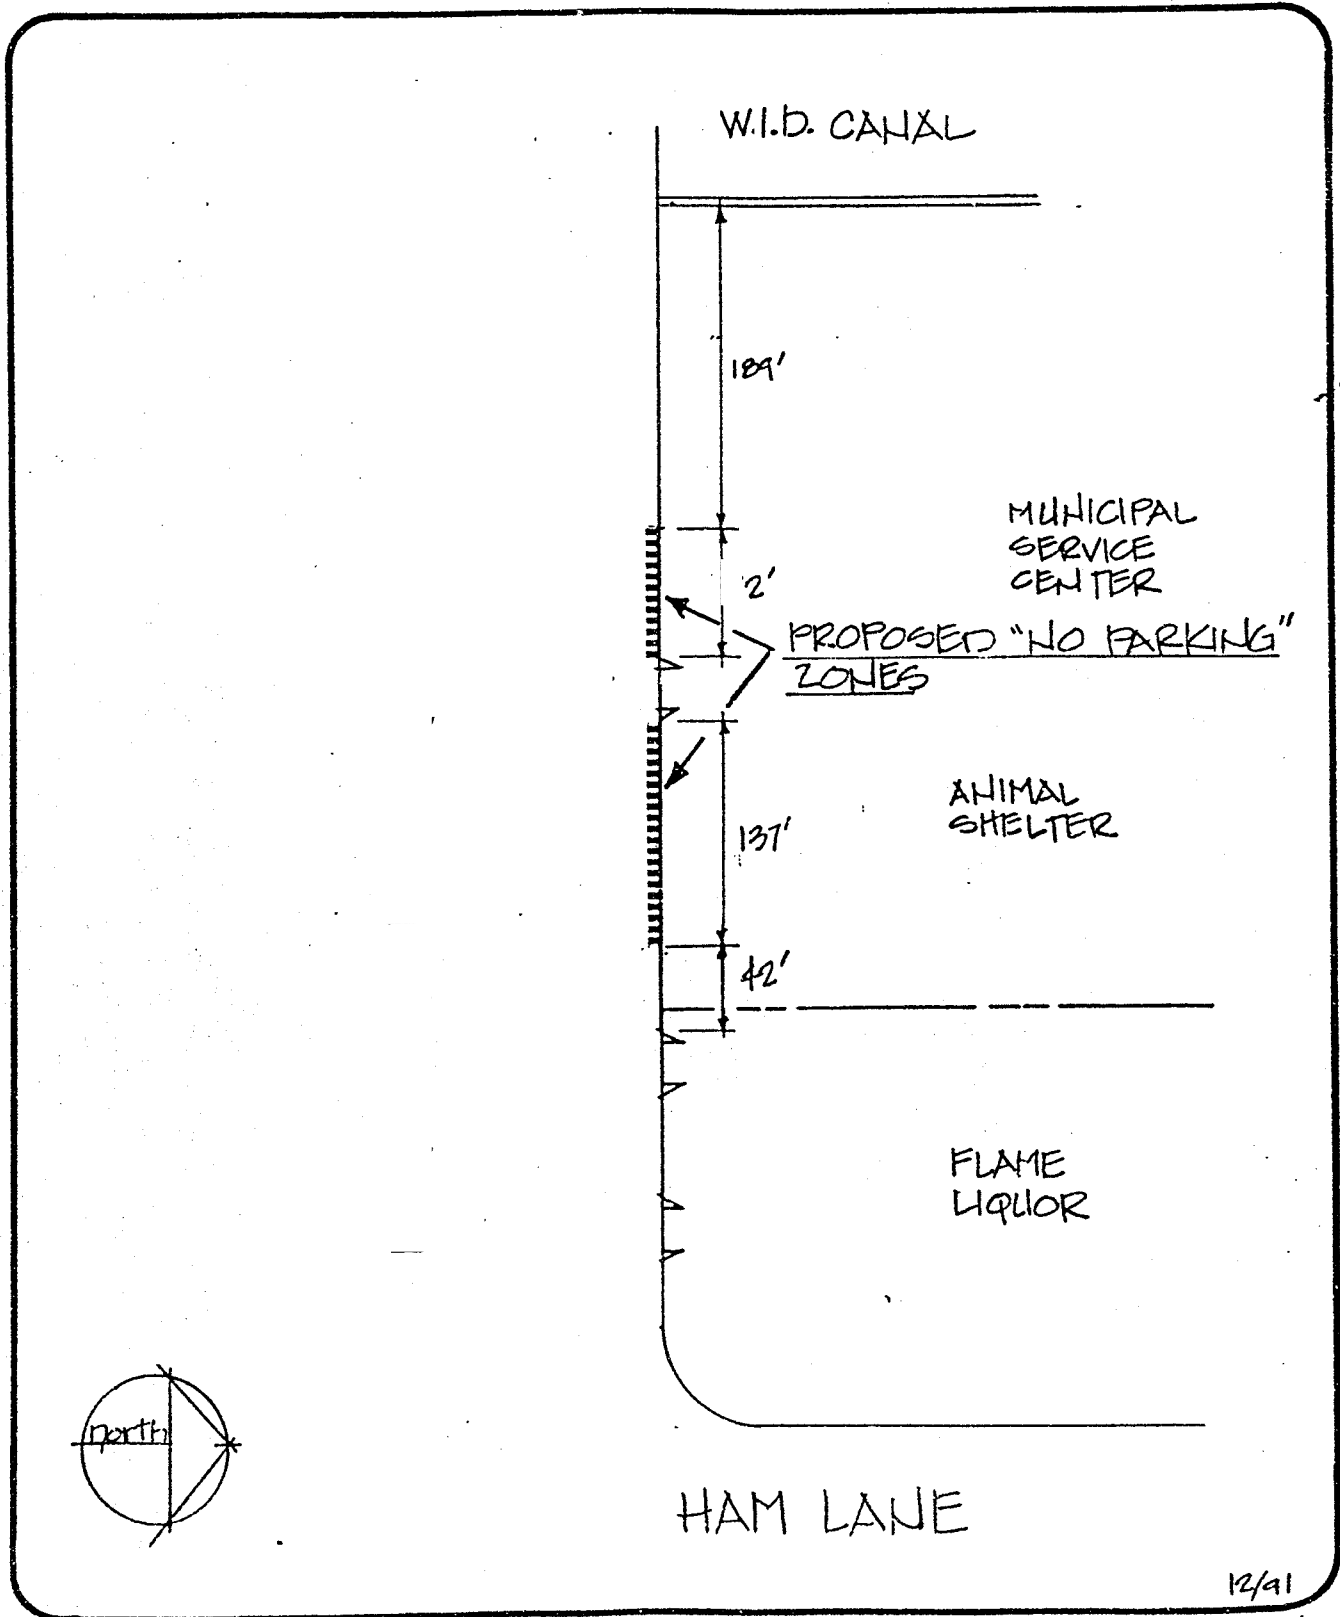 W.I.D. CANAL
189'
MUNICIPAL
SERVICE
CENTER
2'
PROPOSED "NO PARKING"
ZONES
ANIMAL
SHELTER
137'
42'
FLAME
LIQUOR
north
HAM LANE
12/91